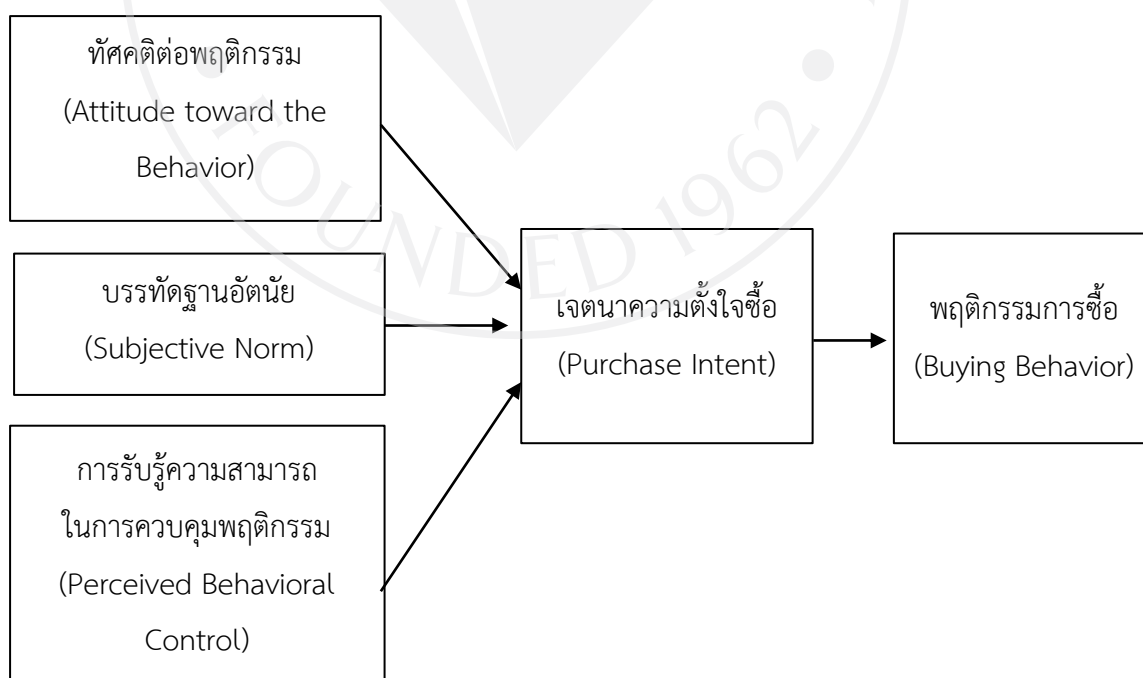 ทัศคติต่อพฤติกรรม
(Attitude toward the
Behavior)
บรรทัดฐานอัตนัย
(Subjective Norm)
การรับรู้ความสามารถ
ในการควบคุมพฤติกรรม
(Perceived Behavioral
Control)
เจตนาความตั้งใจซื้อ
(Purchase Intent)
พฤติกรรมการซื้อ
(Buying Behavior)
FOUNDED 1962